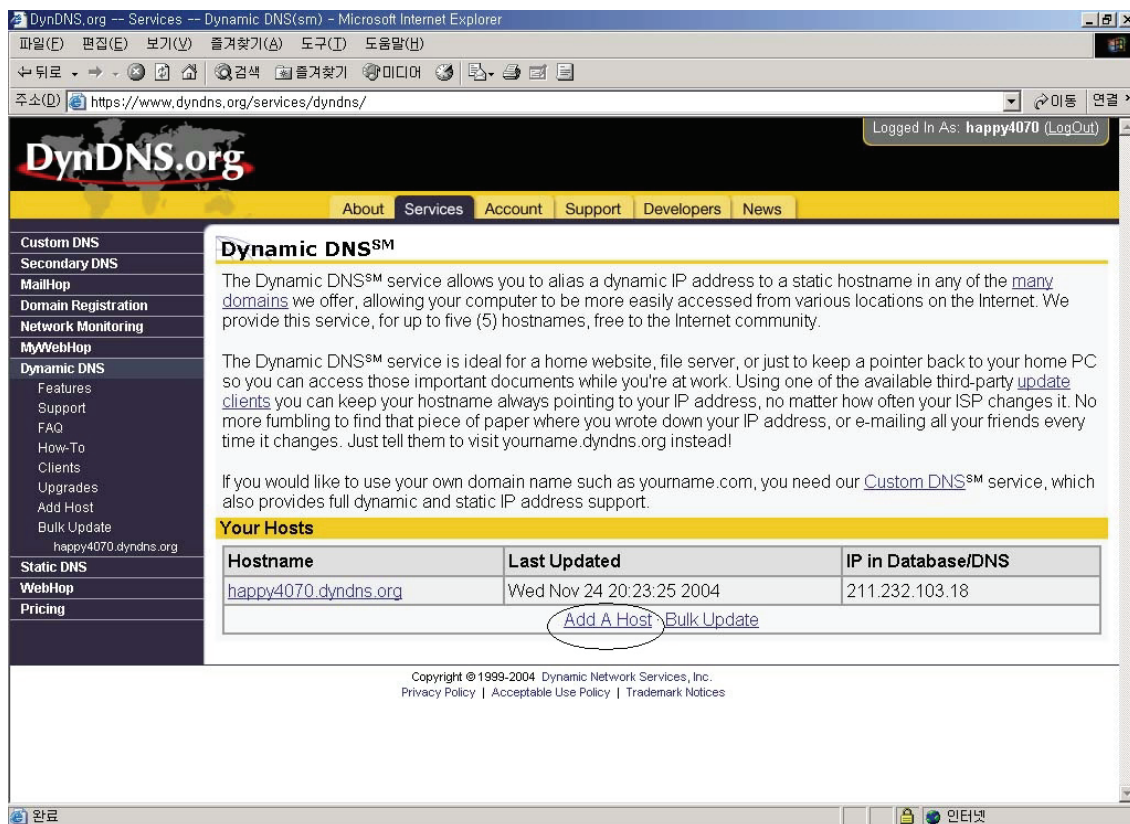 DynDNS.org -- Services -- Dynamic DNS(sm) - Microsoft Internet Explorer
파일(F) 편집(E) 보기(V) 즐겨찾기(A) 도구(T) 도움말(H)
뒤로 검색 즐겨찾기 미디어
주소(D) https://www.dyndns.org/services/dyndns/ 이동 연결
Logged In As: happy4070 (LogOut)
DynDNS.org
About Services Account Support Developers News
Custom DNS
Secondary DNS
MailHop
Domain Registration
Network Monitoring
MyWebHop
Dynamic DNS
Features
Support
FAQ
How-To
Clients
Upgrades
Add Host
Bulk Update
happy4070.dyndns.org
Static DNS
WebHop
Pricing
Dynamic DNS℠
The Dynamic DNS℠ service allows you to alias a dynamic IP address to a static hostname in any of the many
domains we offer, allowing your computer to be more easily accessed from various locations on the Internet. We
provide this service, for up to five (5) hostnames, free to the Internet community.
The Dynamic DNS℠ service is ideal for a home website, file server, or just to keep a pointer back to your home PC
so you can access those important documents while you're at work. Using one of the available third-party update
clients you can keep your hostname always pointing to your IP address, no matter how often your ISP changes it. No
more fumbling to find that piece of paper where you wrote down your IP address, or e-mailing all your friends every
time it changes. Just tell them to visit yourname.dyndns.org instead!
If you would like to use your own domain name such as yourname.com, you need our Custom DNS℠ service, which
also provides full dynamic and static IP address support.
Your Hosts
Hostname Last Updated IP in Database/DNS
happy4070.dyndns.org Wed Nov 24 20:23:25 2004 211.232.103.18
Add A Host · Bulk Update
Copyright © 1999-2004 Dynamic Network Services, Inc.
Privacy Policy | Acceptable Use Policy | Trademark Notices
완료 인터넷